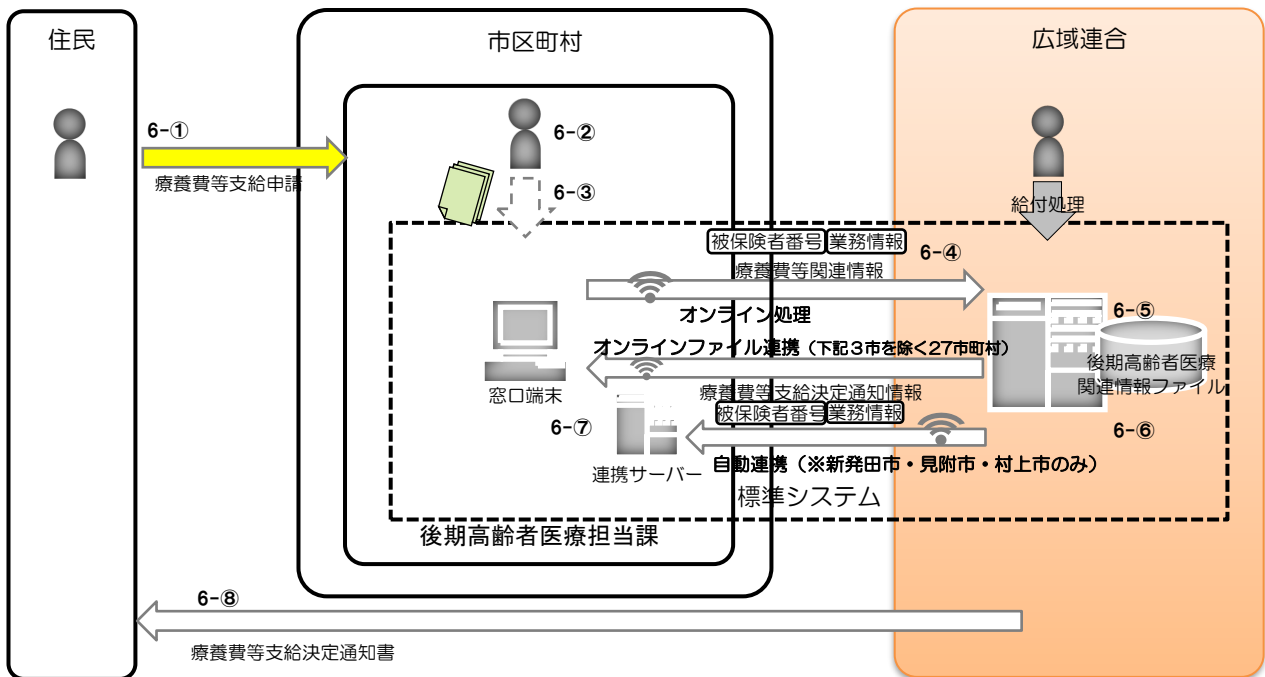 住民
市区町村
広域連合
6-①
療養費等支給申請
6-②
6-③
給付処理
被保険者番号 業務情報
6-④
療養費等関連情報
オンライン処理
6-⑤
オンラインファイル連携（下記３市を除く27市町村）
後期高齢者医療
関連情報ファイル
窓口端末
療養費等支給決定通知情報
被保険者番号 業務情報
6-⑥
6-⑦
連携サーバー
自動連携（※新発田市・見附市・村上市のみ）
標準システム
後期高齢者医療担当課
6-⑧
療養費等支給決定通知書